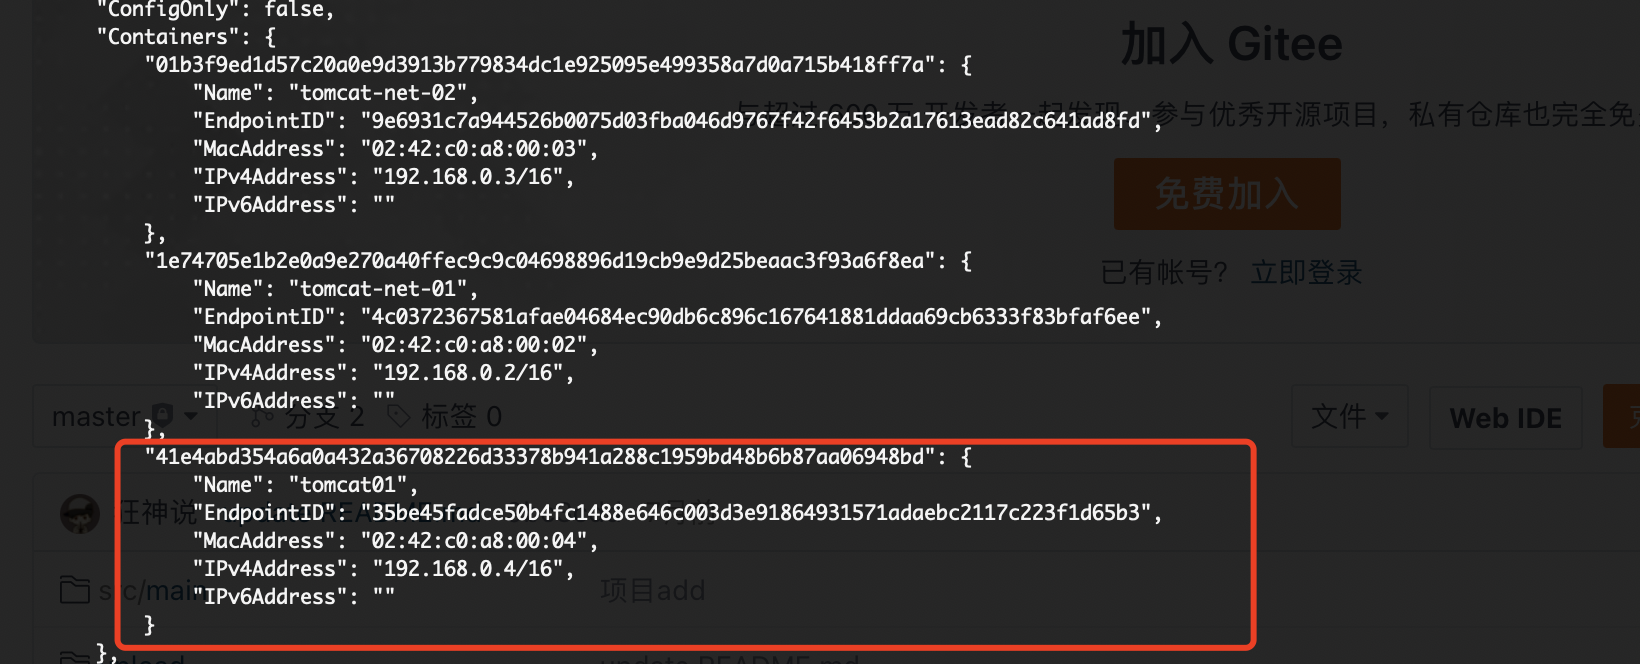 "ConfigOnly": false,
"Containers": {
"01b3f9ed1d57c20a0e9d3913b779834dc1e925095e499358a7d0a715b418ff7a": {
"Name": "tomcat-net-02",
"EndpointID": "9e6931c7a944526b0075d03fba046d9767f42f6453b2a17613ead82c641ad8fd",
"MacAddress": "02:42:c0:a8:00:03",
"IPv4Address": "192.168.0.3/16",
"IPv6Address": ""
},
"1e74705e1b2e0a9e270a40ffec9c9c04698896d19cb9e9d25beaac3f93a6f8ea": {
"Name": "tomcat-net-01",
"EndpointID": "4c0372367581afae04684ec90db6c896c167641881ddaa69cb6333f83bfaf6ee",
"MacAddress": "02:42:c0:a8:00:02",
"IPv4Address": "192.168.0.2/16",
"IPv6Address": ""
},
"41e4abd354a6a0a432a36708226d33378b941a288c1959bd48b6b87aa06948bd": {
"Name": "tomcat01",
"EndpointID": "35be45fadce50b4fc1488e646c003d3e91864931571adaebc2117c223f1d65b3",
"MacAddress": "02:42:c0:a8:00:04",
"IPv4Address": "192.168.0.4/16",
"IPv6Address": ""
}
},
加入 Gitee
与超过 600 万 开发者一起发现、参与优秀开源项目，私有仓库也完全免
免费加入
已有帐号？ 立即登录
master 分支 2 标签 0
文件 Web IDE
狂神说
src/main 项目add
update README.md